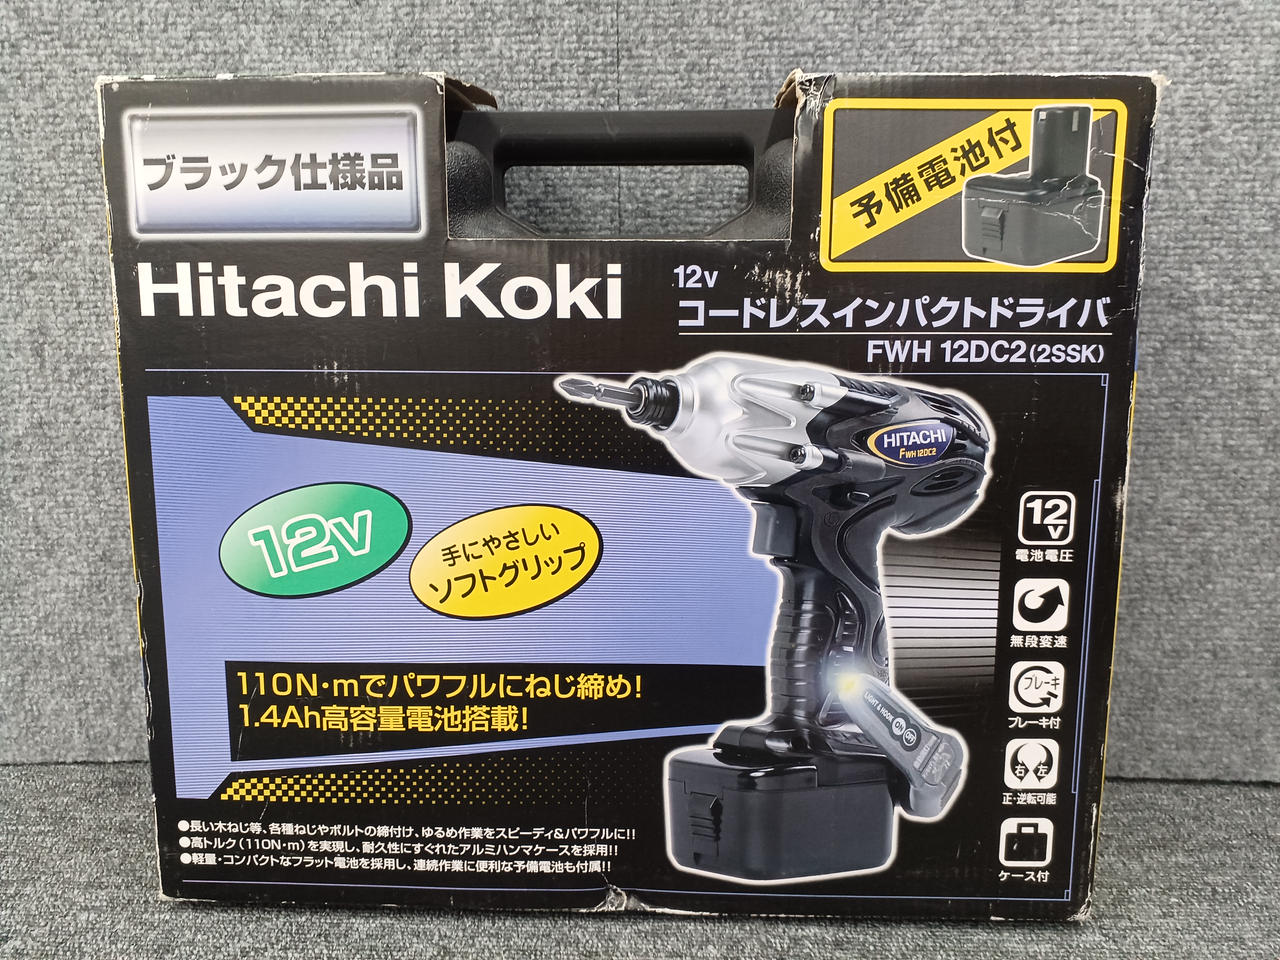 ブラック仕様品
予備電池付
Hitachi Koki
12v
コードレスインパクトドライバ
FWH 12DC2(2SSK)
HITACHI
FWH 12DC2
12v
手にやさしい
ソフトグリップ
12v
電池電圧
無段変速
ブレーキ
ブレーキ付
右 左
正・逆転可能
ケース付
LIGHT & HOOK
ON
OFF
110N・mでパワフルにねじ締め!
1.4Ah高容量電池搭載!
●長い木ねじ等、各種ねじやボルトの締付け、ゆるめ作業をスピーディ&パワフルに!!
●高トルク(110N・m)を実現し、耐久性にすぐれたアルミハンマケースを採用!!
●軽量・コンパクトなフラット電池を採用し、連続作業に便利な予備電池も付属!!